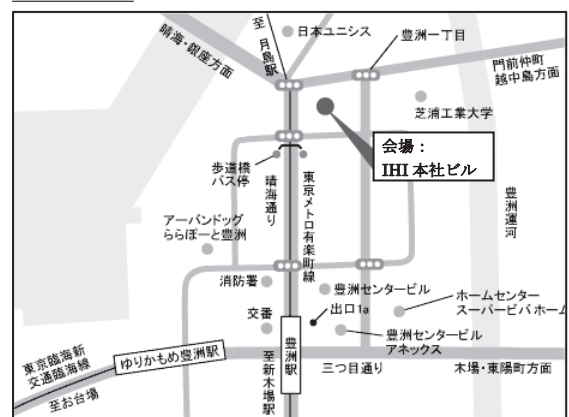 至 月島駅
日本ユニシス
豊洲一丁目
晴海・銀座方面
門前仲町
越中島方面
芝浦工業大学
会場：
IHI 本社ビル
歩道橋
バス停
晴海通り
東京メトロ有楽町線
豊洲運河
アーバンドッグ
ららぽーと豊洲
消防署
豊洲センタービル
出口1a
ホームセンター
スーパービバホーム
交番
豊洲センタービル
アネックス
豊洲駅
ゆりかもめ豊洲駅
東京臨海新
交通臨海線
至お台場
至新木場駅
三つ目通り
木場・東陽町方面